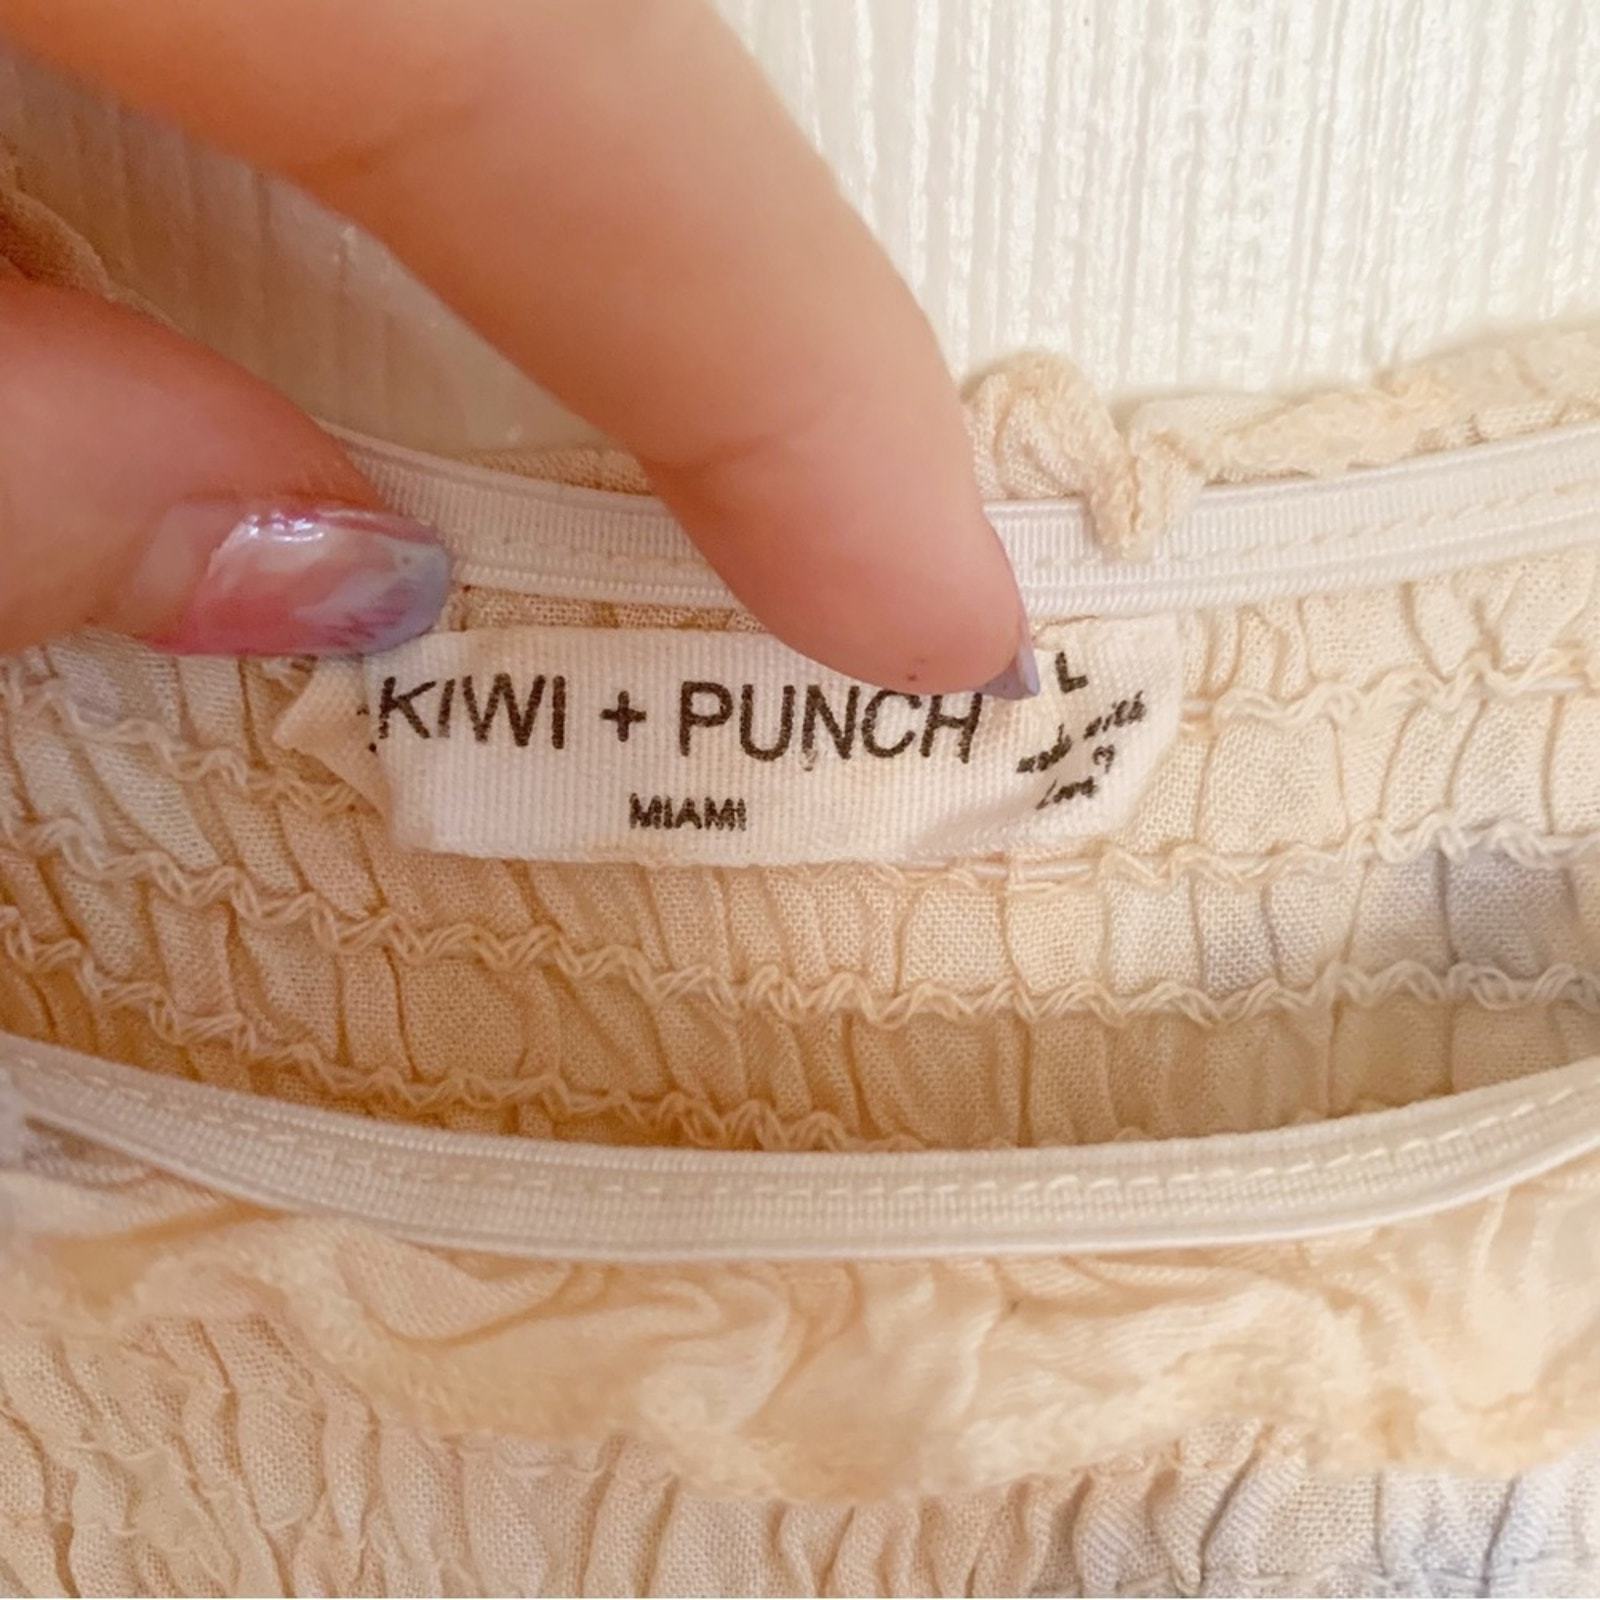 KIWI + PUNCH
MIAMI
L
made with
Love